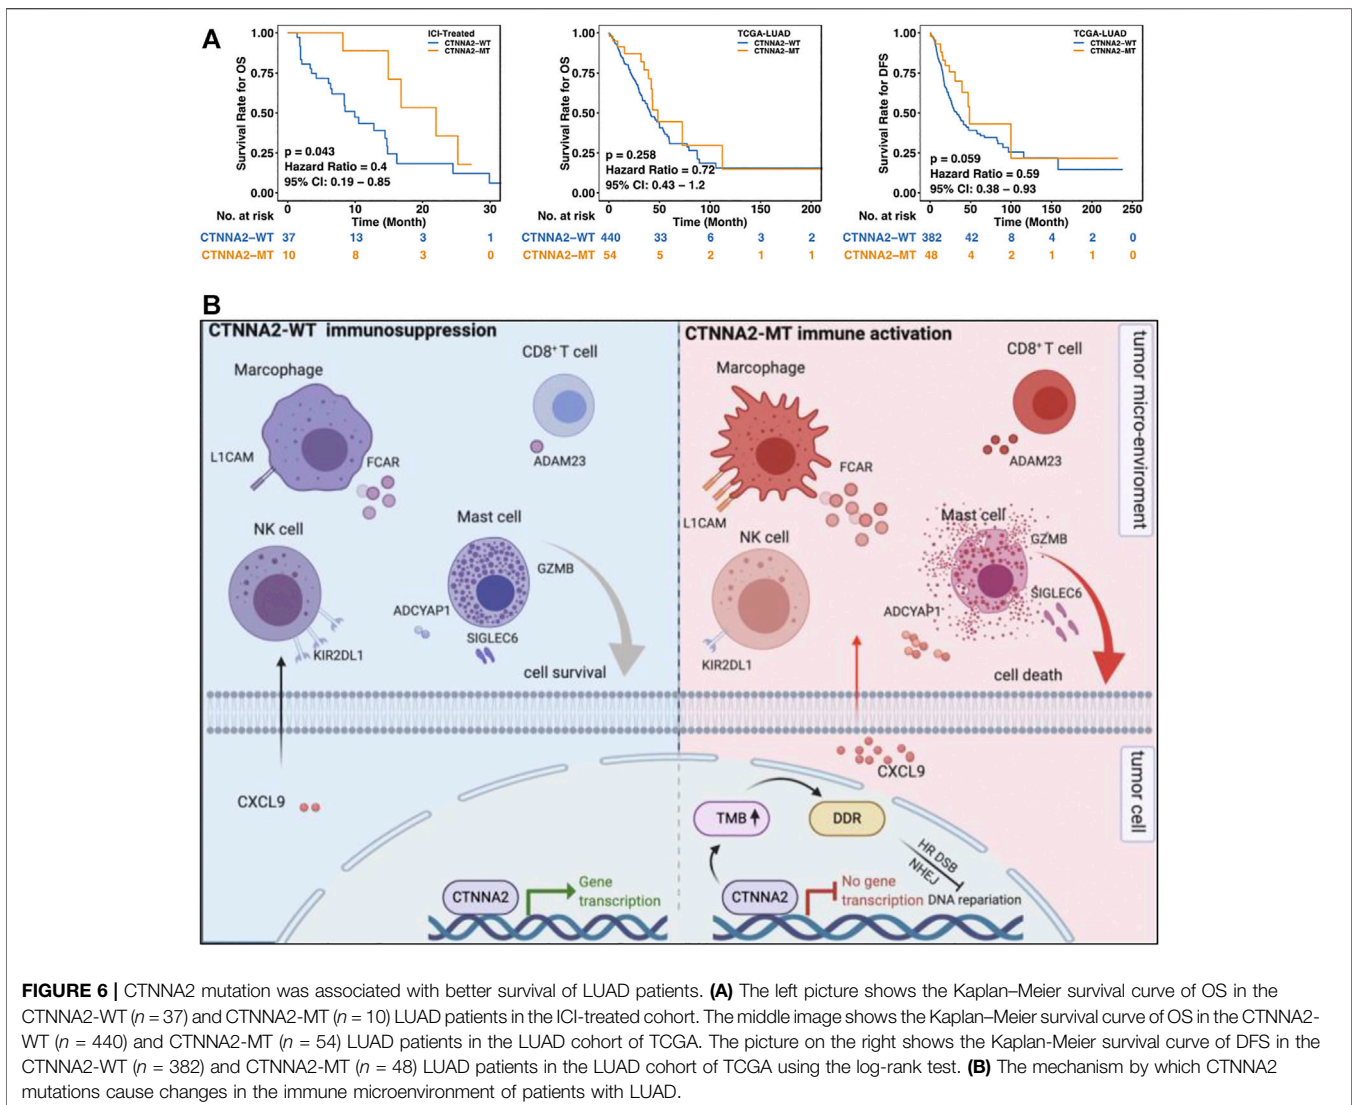 A
ICI-Treated
CTNNA2-WT
CTNNA2-MT
Survival Rate for OS
1.00
0.75
0.50
0.25
0.00
p = 0.043
Hazard Ratio = 0.4
95% CI: 0.19 – 0.85
0 10 20 30
Time (Month)
No. at risk
CTNNA2-WT 37 13 3 1
CTNNA2-MT 10 8 3 0
TCGA-LUAD
CTNNA2-WT
CTNNA2-MT
Survival Rate for OS
1.00
0.75
0.50
0.25
0.00
p = 0.258
Hazard Ratio = 0.72
95% CI: 0.43 – 1.2
0 50 100 150 200
Time (Month)
No. at risk
CTNNA2-WT 440 33 6 3 2
CTNNA2-MT 54 5 2 1 1
TCGA-LUAD
CTNNA2-WT
CTNNA2-MT
Survival Rate for DFS
1.00
0.75
0.50
0.25
0.00
p = 0.059
Hazard Ratio = 0.59
95% CI: 0.38 – 0.93
0 50 100 150 200 250
Time (Month)
No. at risk
CTNNA2-WT 382 42 8 4 2 0
CTNNA2-MT 48 4 2 1 1 0
B
CTNNA2-WT immunosuppression
Marcophage
CD8+ T cell
L1CAM
FCAR
ADAM23
NK cell
Mast cell
GZMB
ADCYAP1
SIGLEC6
KIR2DL1
cell survival
CXCL9
CTNNA2
Gene
transcription
CTNNA2-MT immune activation
Marcophage
CD8+ T cell
tumor micro-enviroment
FCAR
ADAM23
L1CAM
NK cell
Mast cell
GZMB
SIGLEC6
ADCYAP1
KIR2DL1
cell death
CXCL9
tumor cell
TMB
DDR
HR DSB
NHEJ
CTNNA2
No gene
transcription
DNA repariation
FIGURE 6 | CTNNA2 mutation was associated with better survival of LUAD patients. (A) The left picture shows the Kaplan–Meier survival curve of OS in the
CTNNA2-WT (n = 37) and CTNNA2-MT (n = 10) LUAD patients in the ICI-treated cohort. The middle image shows the Kaplan–Meier survival curve of OS in the CTNNA2-
WT (n = 440) and CTNNA2-MT (n = 54) LUAD patients in the LUAD cohort of TCGA. The picture on the right shows the Kaplan-Meier survival curve of DFS in the
CTNNA2-WT (n = 382) and CTNNA2-MT (n = 48) LUAD patients in the LUAD cohort of TCGA using the log-rank test. (B) The mechanism by which CTNNA2
mutations cause changes in the immune microenvironment of patients with LUAD.